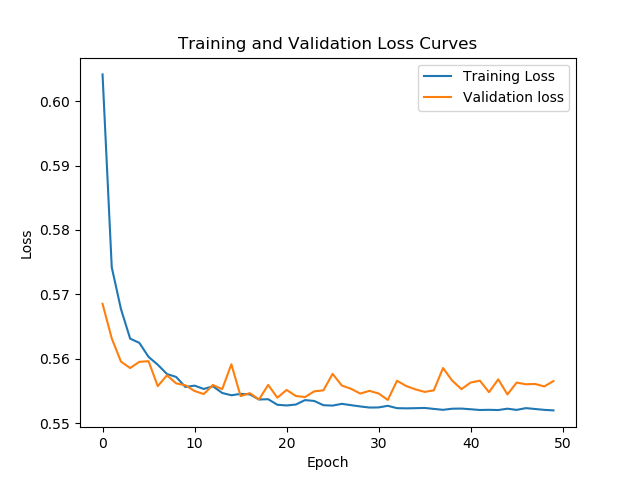 Training and Validation Loss Curves
Training Loss
Validation loss
0.60
0.59
0.58
0.57
0.56
0.55
Loss
0 10 20 30 40 50
Epoch